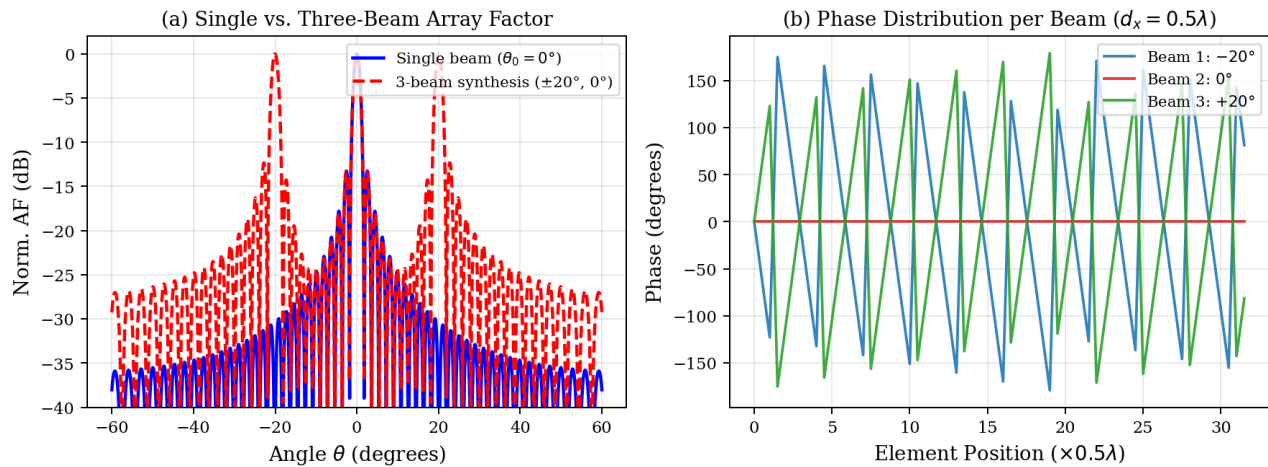 (a) Single vs. Three-Beam Array Factor
Norm. AF (dB)
0
−5
−10
−15
−20
−25
−30
−35
−40
Single beam (θ₀ = 0°)
3-beam synthesis (±20°, 0°)
−60
−40
−20
0
20
40
60
Angle θ (degrees)
(b) Phase Distribution per Beam (dₓ = 0.5λ)
Phase (degrees)
150
100
50
0
−50
−100
−150
Beam 1: −20°
Beam 2: 0°
Beam 3: +20°
0
5
10
15
20
25
30
Element Position (×0.5λ)